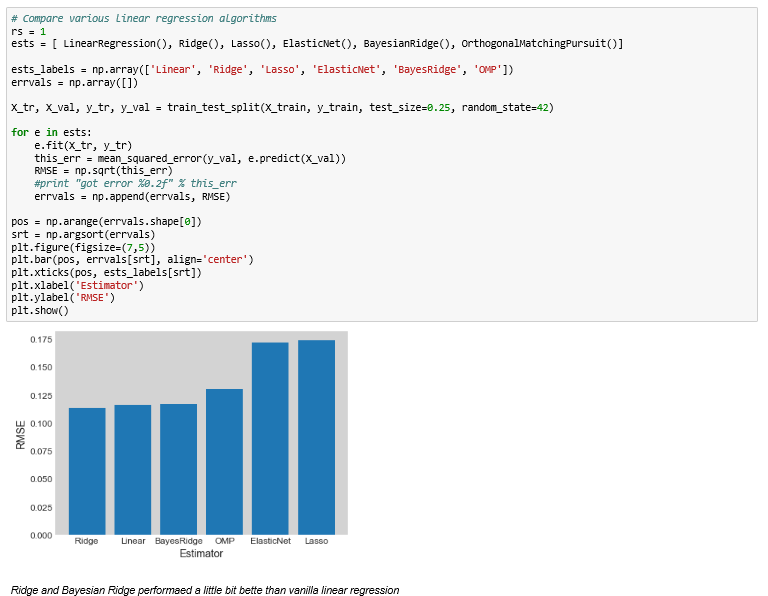 # Compare various linear regression algorithms
rs = 1
ests = [ LinearRegression(), Ridge(), Lasso(), ElasticNet(), BayesianRidge(), OrthogonalMatchingPursuit()]
ests_labels = np.array(['Linear', 'Ridge', 'Lasso', 'ElasticNet', 'BayesRidge', 'OMP'])
errvals = np.array([])
X_tr, X_val, y_tr, y_val = train_test_split(X_train, y_train, test_size=0.25, random_state=42)
for e in ests:
e.fit(X_tr, y_tr)
this_err = mean_squared_error(y_val, e.predict(X_val))
RMSE = np.sqrt(this_err)
#print "got error %0.2f" % this_err
errvals = np.append(errvals, RMSE)
pos = np.arange(errvals.shape[0])
srt = np.argsort(errvals)
plt.figure(figsize=(7,5))
plt.bar(pos, errvals[srt], align='center')
plt.xticks(pos, ests_labels[srt])
plt.xlabel('Estimator')
plt.ylabel('RMSE')
plt.show()
0.175
0.150
0.125
0.100
0.075
0.050
0.025
0.000
RMSE
Ridge Linear BayesRidge OMP ElasticNet Lasso
Estimator
Ridge and Bayesian Ridge performaed a little bit bette than vanilla linear regression